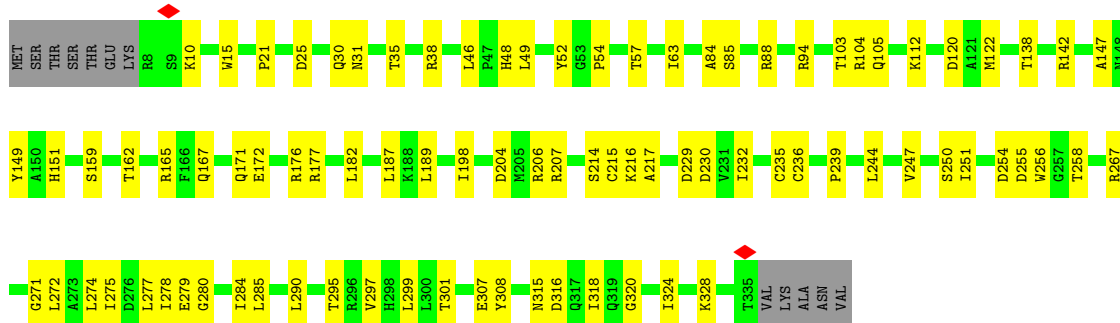 MET SER THR SER THR GLU LYS R8 S9 K10 W15 P21 D25 Q30 N31 T35 R38 L46 P47 H48 L49 Y52 G53 P54 T57 I63 A84 S85 R88 R94 T103 R104 Q105 K112 D120 A121 M122 T138 R142 A147 N148
Y149 A150 H151 S159 T162 R165 F166 Q167 Q171 E172 R176 R177 L182 L187 K188 L189 I198 D204 M205 R206 R207 S214 C215 K216 A217 D229 D230 V231 I232 C235 G236 P239 L244 V247 S250 I251 D254 D255 W256 G257 T258 R267
G271 L272 A273 L274 I275 D276 L277 I278 E279 G280 I284 L285 L290 T295 R296 V297 H298 L299 L300 T301 E307 Y308 N315 D316 Q317 I318 Q319 G320 I324 K328 T335 VAL LYS ALA ASN VAL